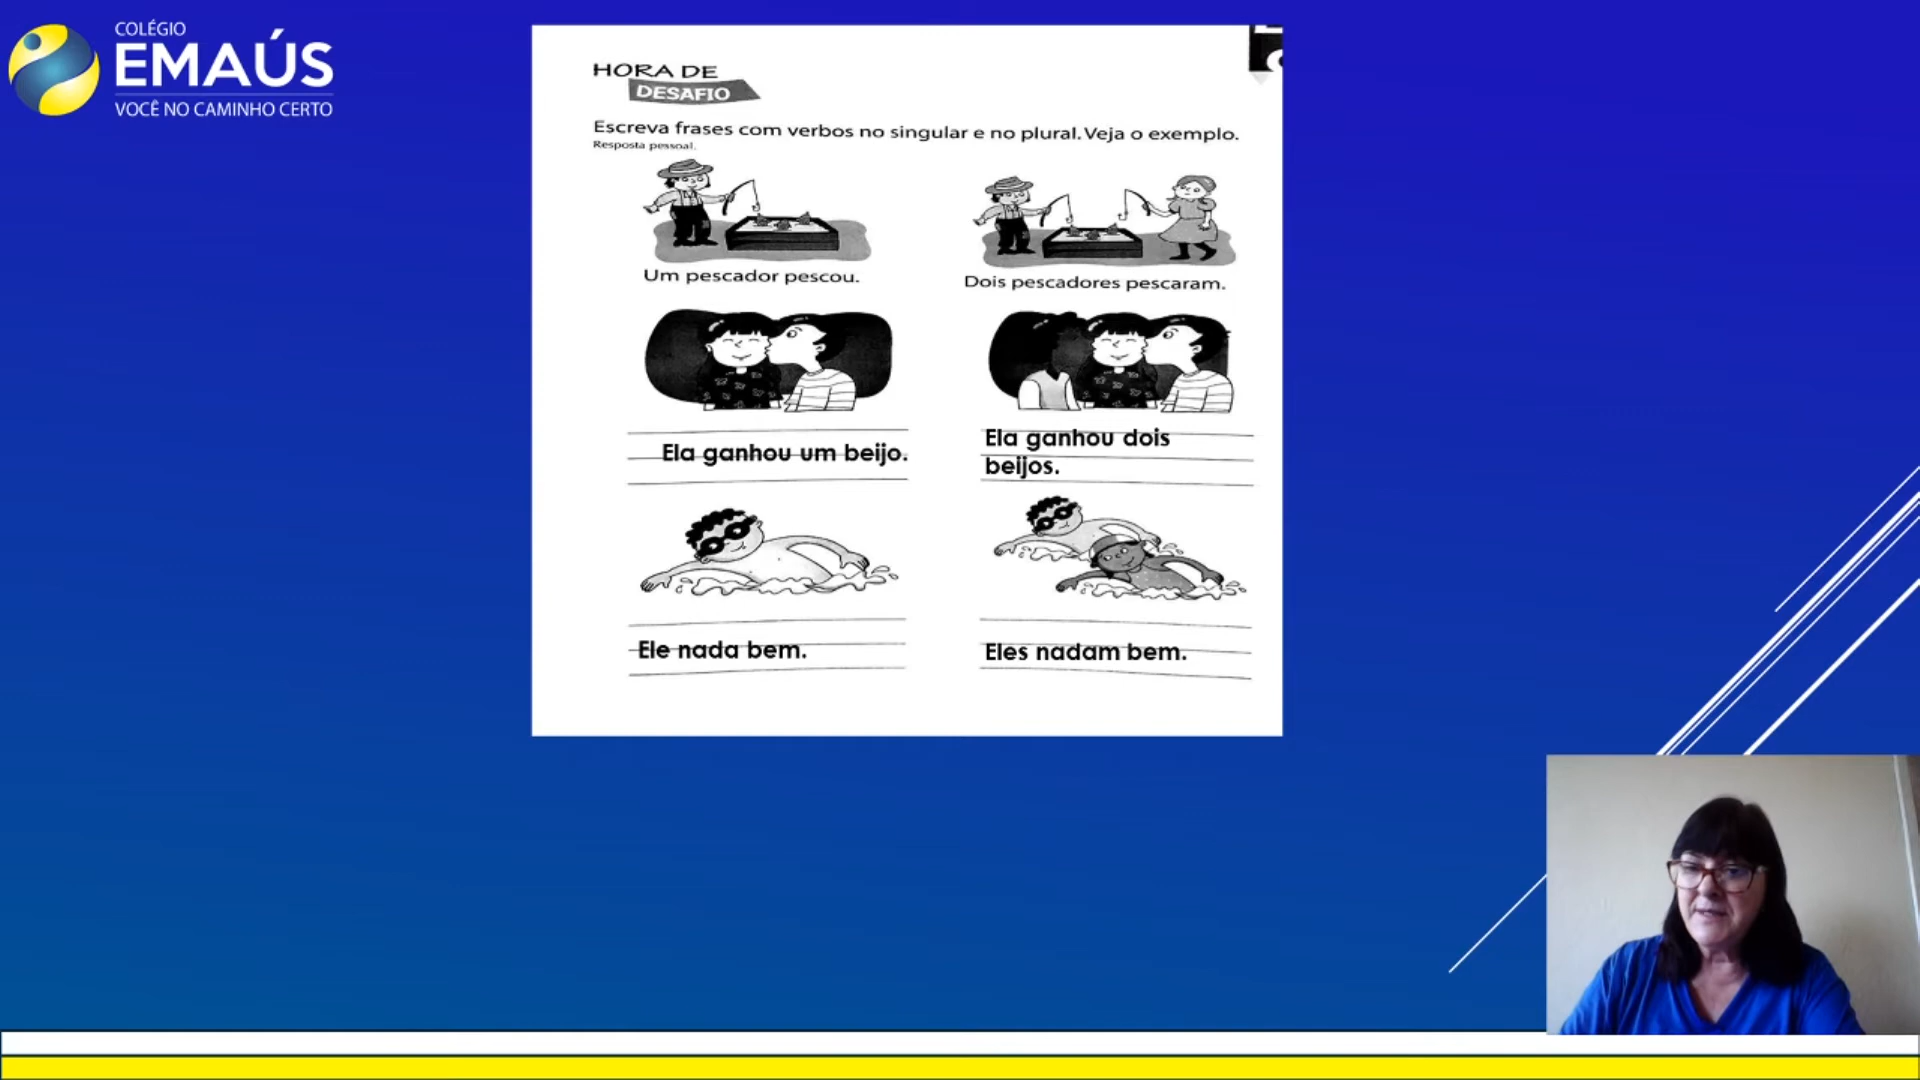 COLÉGIO
EMAÚS
VOCÊ NO CAMINHO CERTO
HORA DE
DESAFIO
Escreva frases com verbos no singular e no plural. Veja o exemplo.
Resposta pessoal.
Um pescador pescou.
Dois pescadores pescaram.
Ela ganhou um beijo.
Ela ganhou dois
beijos.
Ele nada bem.
Eles nadam bem.